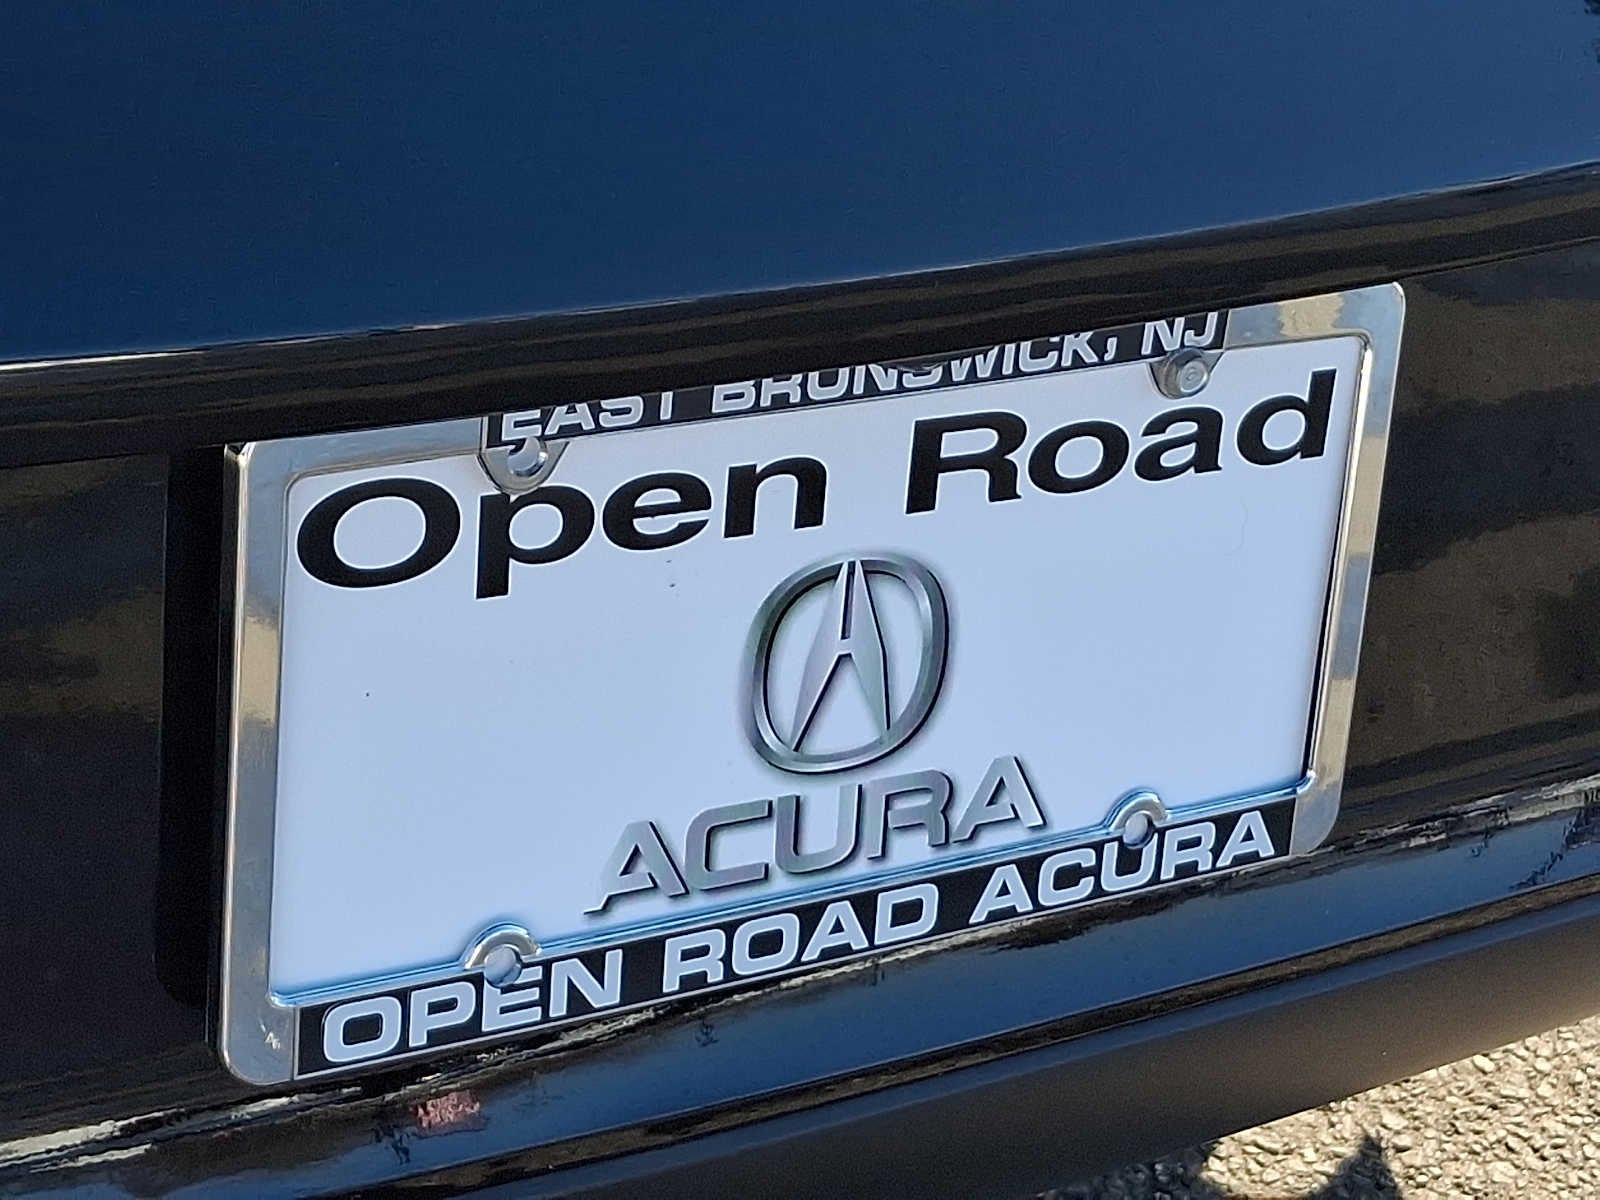 EAST BRUNSWICK, NJ
Open Road
ACURA
OPEN ROAD ACURA